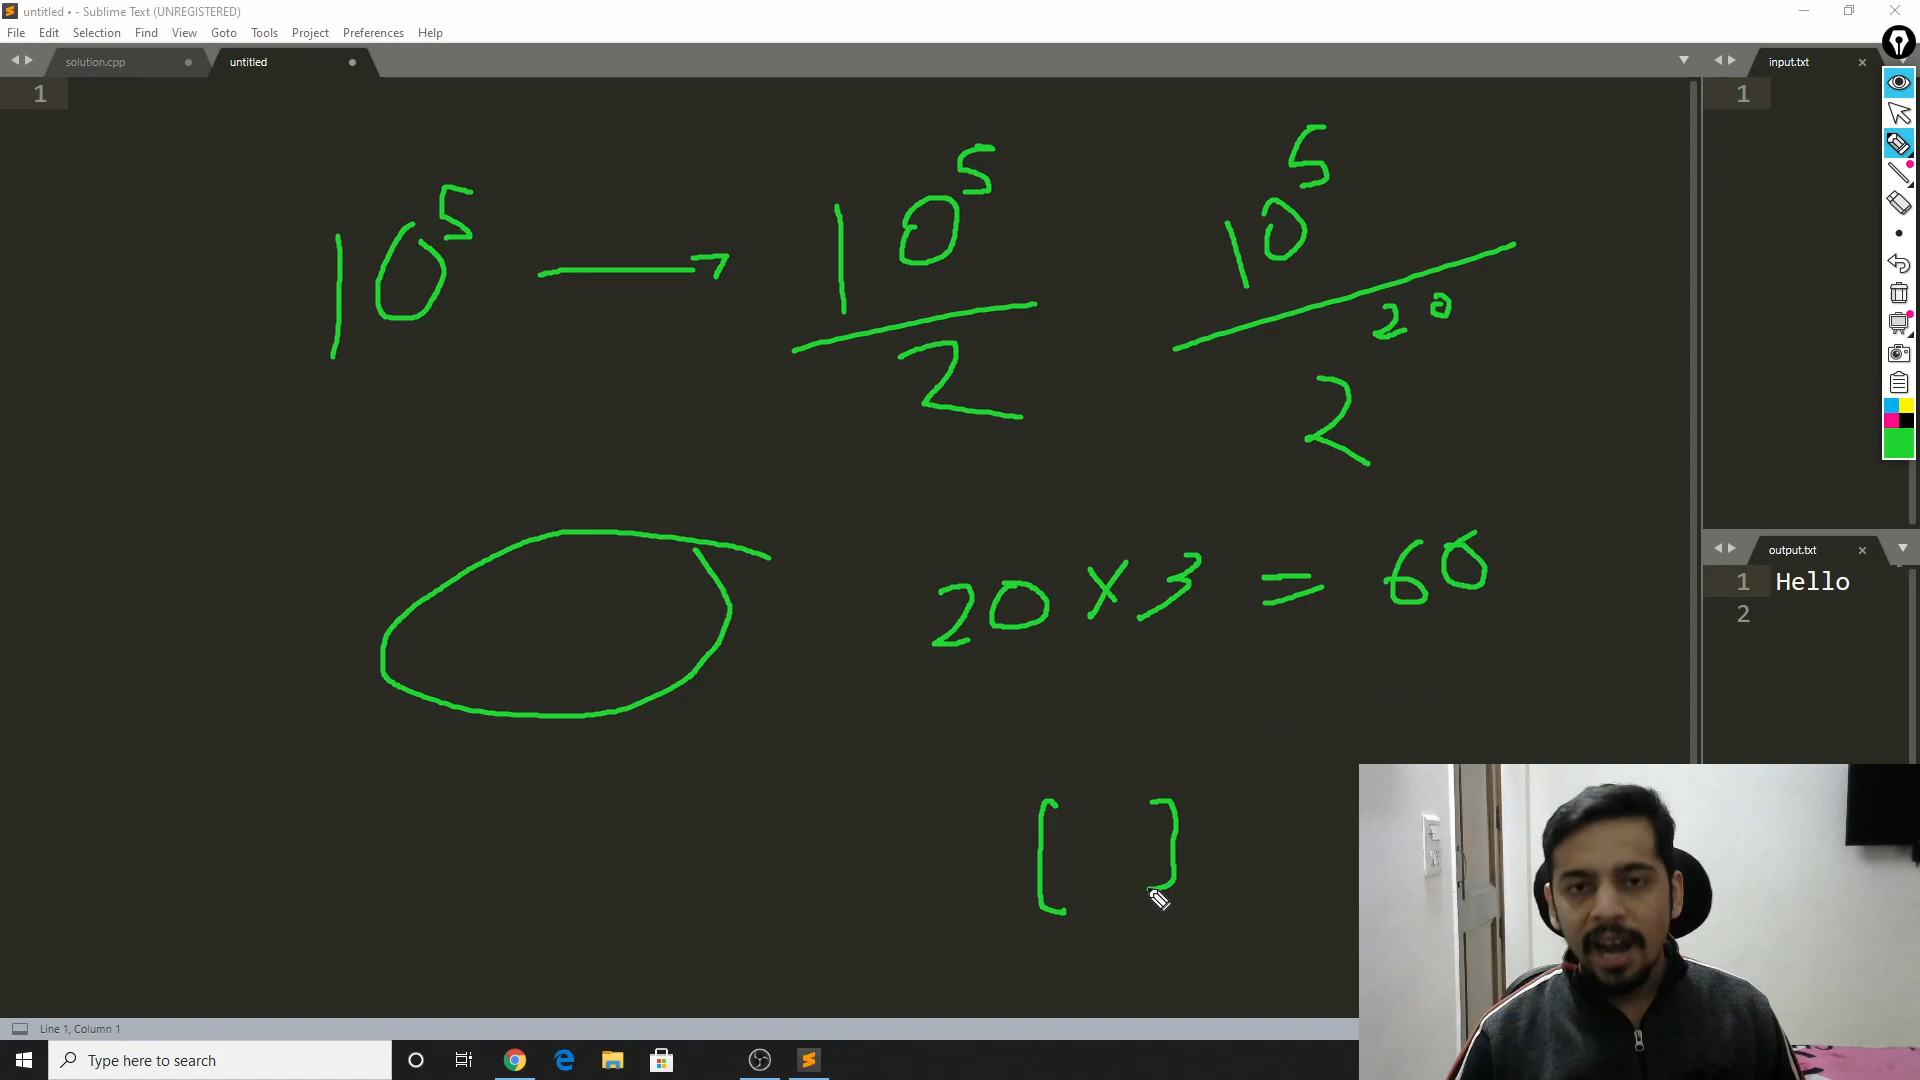 untitled • - Sublime Text (UNREGISTERED)
File Edit Selection Find View Goto Tools Project Preferences Help
solution.cpp
untitled
input.txt
1
1
10^5 → 10^5 / 2
10^5 / 2^20
20 × 3 = 60
[ ]
output.txt
1 Hello
2
Line 1, Column 1
Type here to search